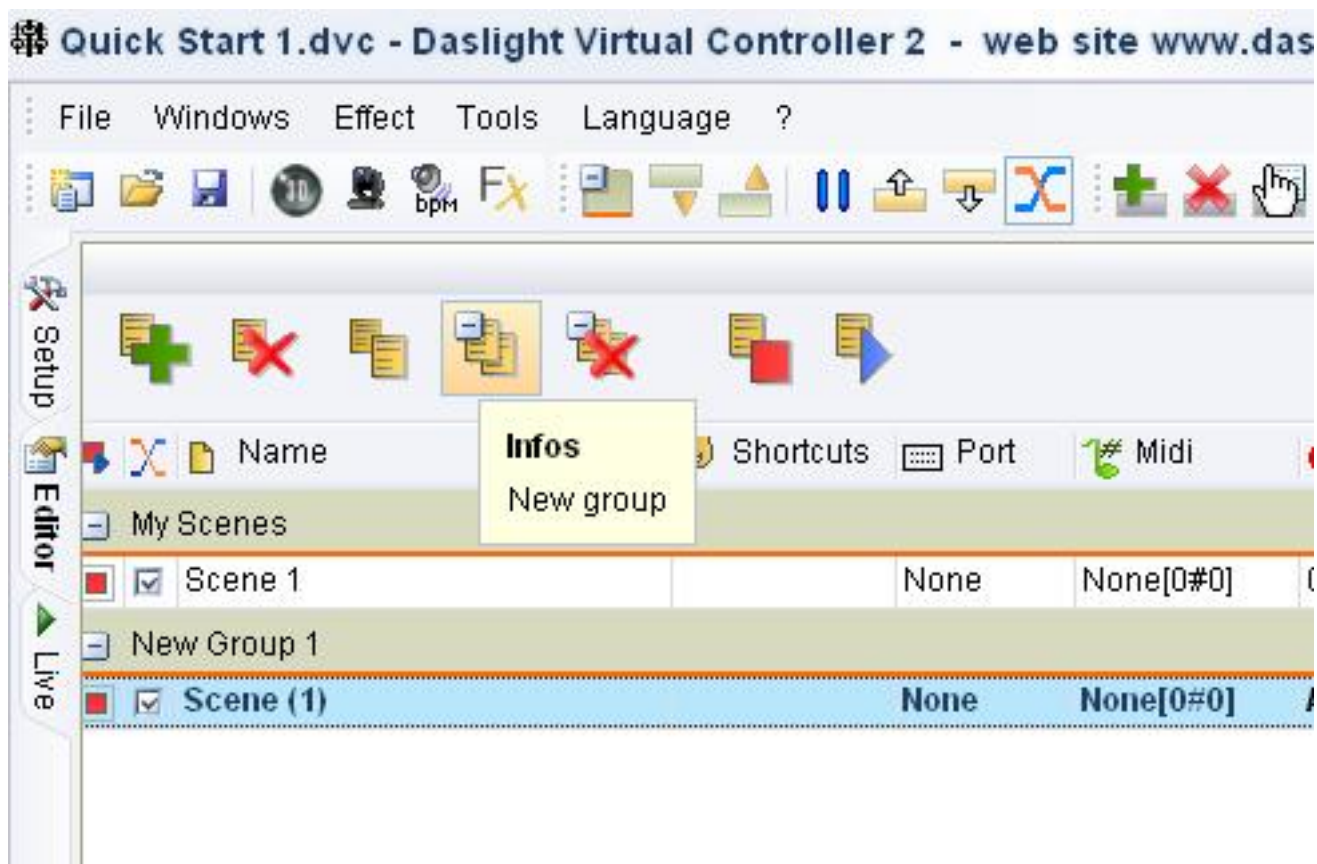 Quick Start 1.dvc - Daslight Virtual Controller 2 - web site www.das
File Windows Effect Tools Language ?
3D BPM Fx
Setup
Editor
Live
Name Shortcuts Port Midi
Infos
New group
My Scenes
Scene 1 None None[0#0]
New Group 1
Scene (1) None None[0#0]